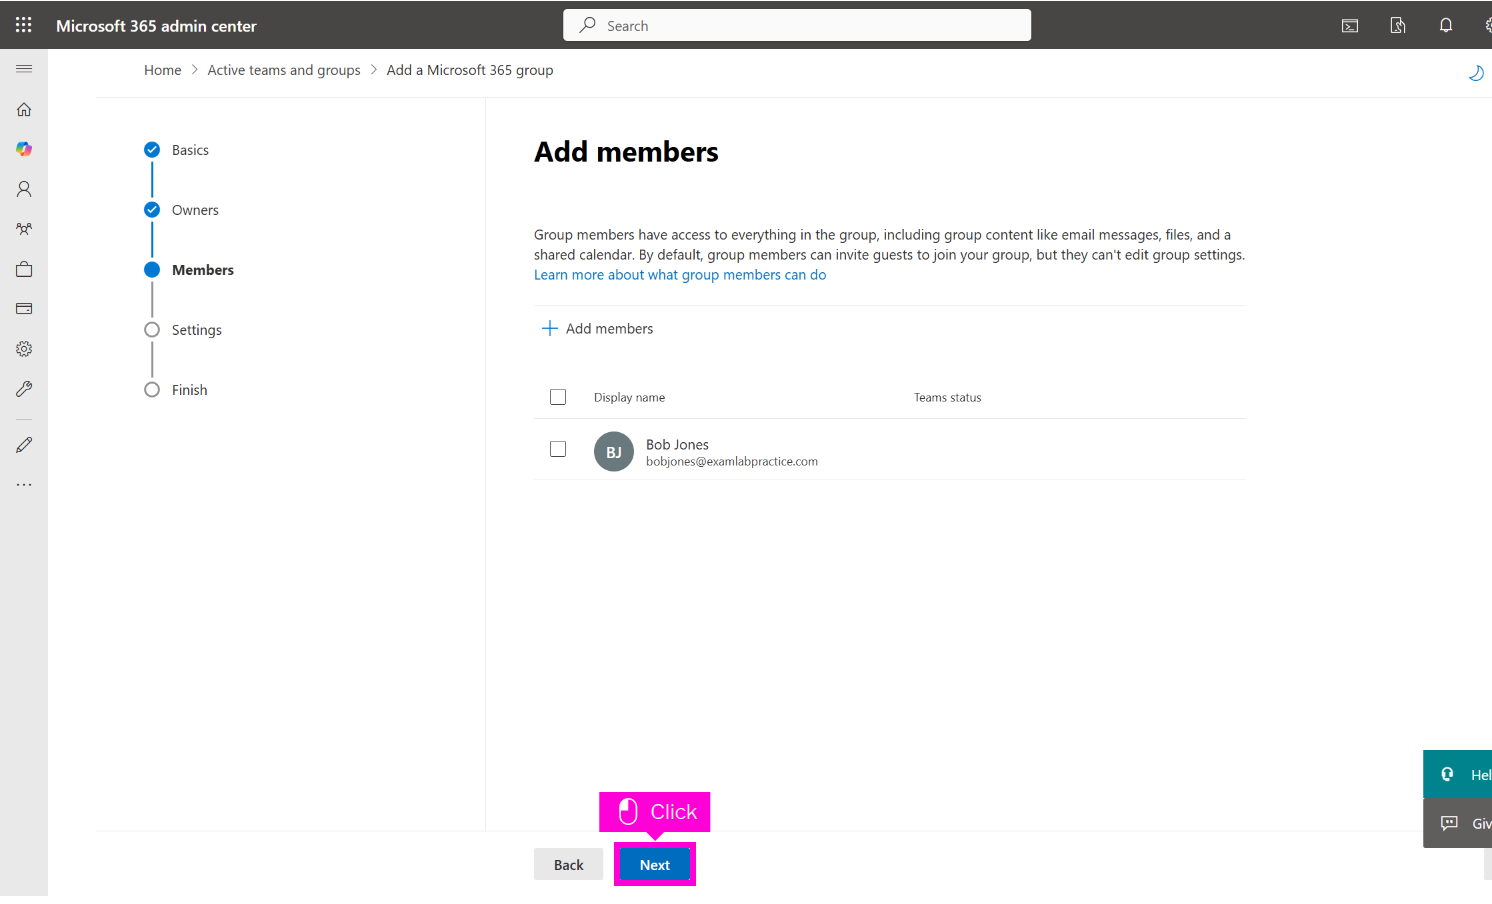 Microsoft 365 admin center
Search
Home > Active teams and groups > Add a Microsoft 365 group
Basics
Owners
Members
Settings
Finish
Add members
Group members have access to everything in the group, including group content like email messages, files, and a
shared calendar. By default, group members can invite guests to join your group, but they can't edit group settings.
Learn more about what group members can do
Add members
Display name Teams status
BJ
Bob Jones
bobjones@examlabpractice.com
Hel
Giv
Click
Back Next